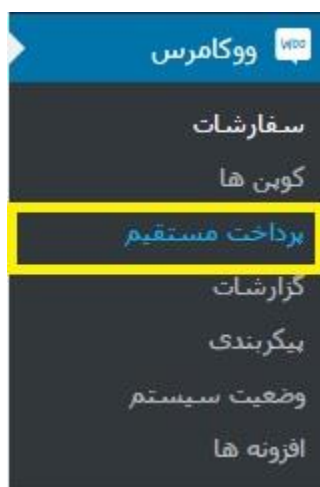 ووکامرس Woo
سفارشات
کوپن ها
پرداخت مستقیم
گزارشات
پیکربندی
وضعیت سیستم
افزونه ها